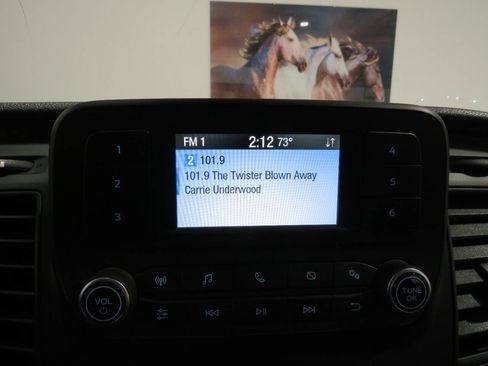 FM 1 2:12 73°
2 101.9
101.9 The Twister Blown Away
Carrie Underwood
1
2
3
4
5
6
VOL
TUNE
OK